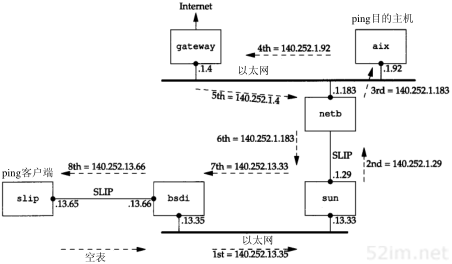 Internet
ping目的主机
gateway
4th = 140.252.1.92
aix
.1.4
以太网
.1.92
5th = 140.252.1.4
.1.183
3rd = 140.252.1.183
netb
6th = 140.252.1.183
ping客户端
8th = 140.252.13.66
7th = 140.252.13.33
SLIP
2nd = 140.252.1.29
.1.29
slip
SLIP
bsdi
sun
.13.65
.13.66
.13.35
.13.33
以太网
空表
1st = 140.252.13.35
52im.net